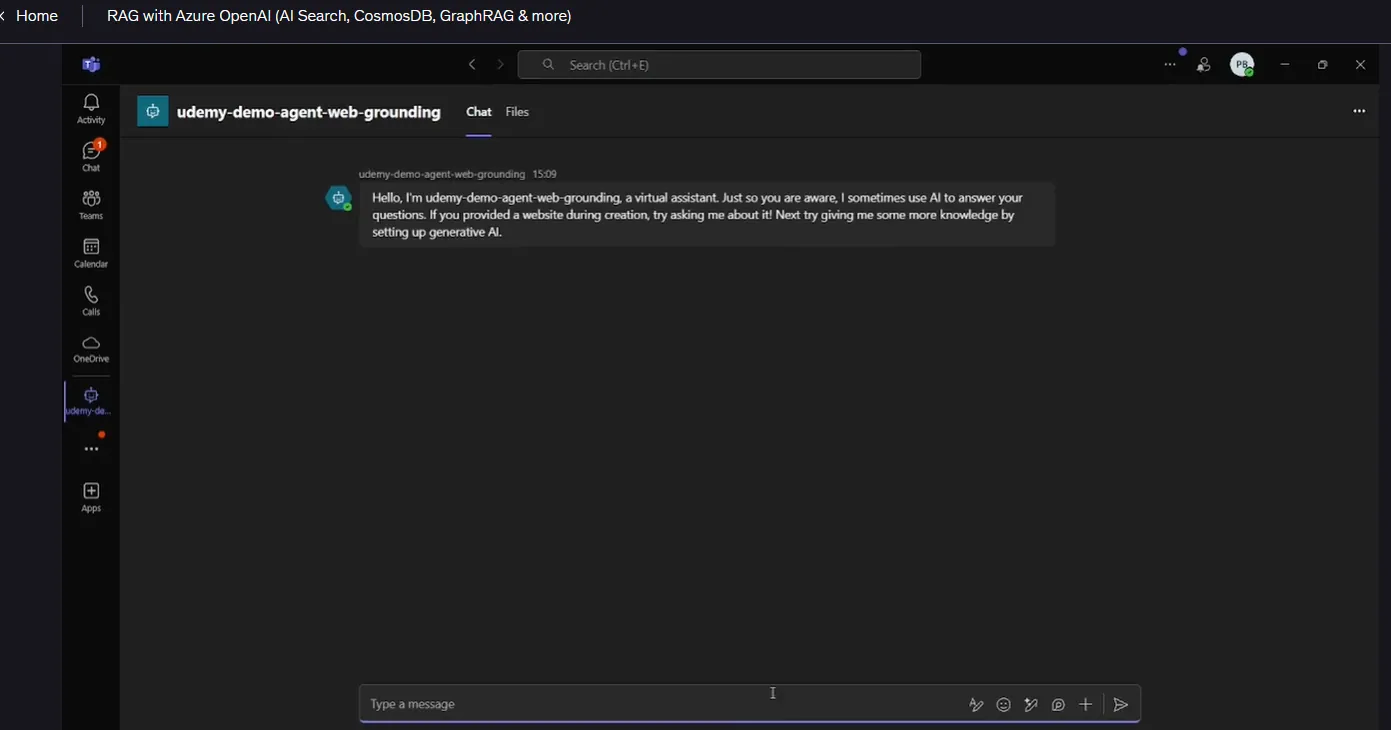 Home
RAG with Azure OpenAI (AI Search, CosmosDB, GraphRAG & more)
Search (Ctrl+E)
PB
Activity
udemy-demo-agent-web-grounding
Chat
Files
1
Chat
Teams
Calendar
Calls
OneDrive
udemy-de...
Apps
udemy-demo-agent-web-grounding 15:09
Hello, I'm udemy-demo-agent-web-grounding, a virtual assistant. Just so you are aware, I sometimes use AI to answer your
questions. If you provided a website during creation, try asking me about it! Next try giving me some more knowledge by
setting up generative AI.
Type a message